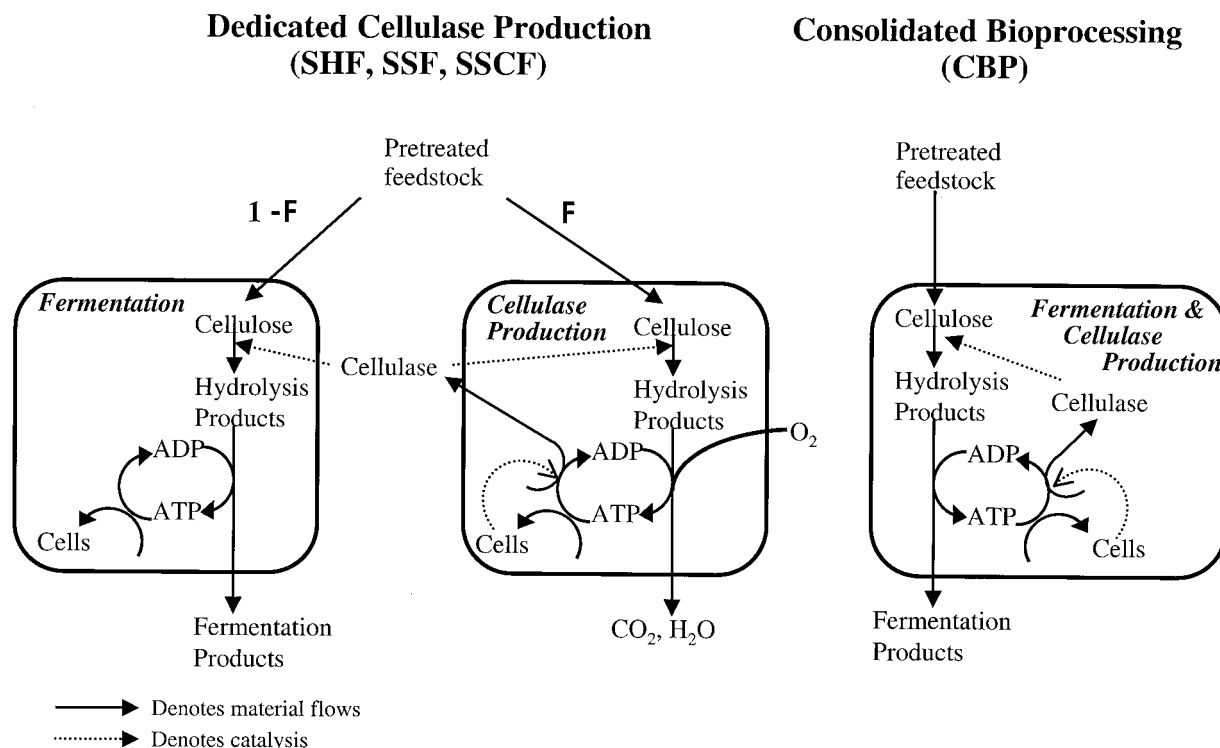 Dedicated Cellulase Production
(SHF, SSF, SSCF)
Consolidated Bioprocessing
(CBP)
Pretreated
feedstock
1 -F
F
Fermentation
Cellulose
Hydrolysis
Products
ADP
ATP
Cells
Fermentation
Products
Cellulase
Cellulase
Production
Cellulose
Hydrolysis
Products
O2
ADP
ATP
Cells
CO2, H2O
Pretreated
feedstock
Fermentation &
Cellulase
Production
Cellulose
Hydrolysis
Products
Cellulase
ADP
ATP
Cells
Fermentation
Products
Denotes material flows
Denotes catalysis